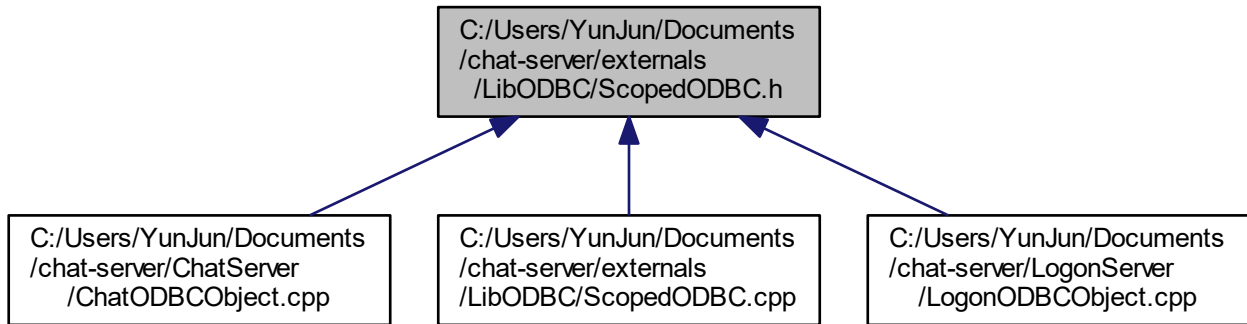 C:/Users/YunJun/Documents
/chat-server/externals
/LibODBC/ScopedODBC.h
C:/Users/YunJun/Documents
/chat-server/ChatServer
/ChatODBCObject.cpp
C:/Users/YunJun/Documents
/chat-server/externals
/LibODBC/ScopedODBC.cpp
C:/Users/YunJun/Documents
/chat-server/LogonServer
/LogonODBCObject.cpp